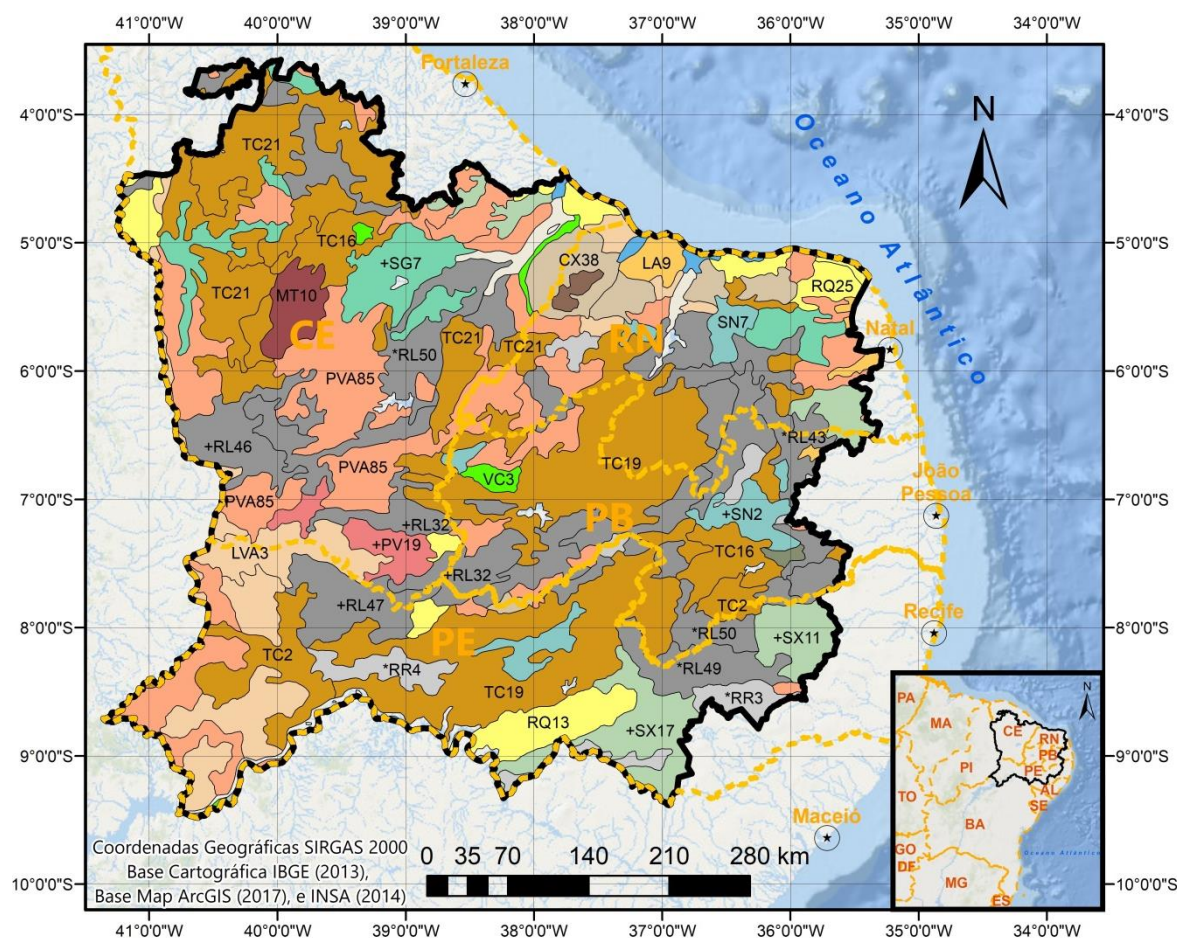 41°0'0"W 40°0'0"W 39°0'0"W 38°0'0"W 37°0'0"W 36°0'0"W 35°0'0"W 34°0'0"W
Fortaleza
4°0'0"S 4°0'0"S
N
TC21
Oceano Atlântico
5°0'0"S 5°0'0"S
TC16
+SG7
CX38
LA9
TC21
MT10
RQ25
SN7
CE
*RL50
TC21
TC21
RN
Natal
6°0'0"S 6°0'0"S
PVA85
+RL46
*RL43
PVA85
TC19
VC3
João
Pessoa
PVA85
7°0'0"S 7°0'0"S
+RL32
PB
+SN2
LVA3
+PV19
TC16
+RL32
+RL47
TC2
Recife
8°0'0"S 8°0'0"S
PE
*RL50
+SX11
TC2
*RR4
*RL49
TC19
*RR3
RQ13
+SX17
9°0'0"S 9°0'0"S
Maceió
Coordenadas Geográficas SIRGAS 2000
Base Cartográfica IBGE (2013),
Base Map ArcGIS (2017), e INSA (2014)
0 35 70 140 210 280 km
10°0'0"S 10°0'0"S
N
PA
MA
CE
RN
PB
PI
PE
AL
TO
SE
BA
GO
DF
MG
ES
Oceano Atlântico
41°0'0"W 40°0'0"W 39°0'0"W 38°0'0"W 37°0'0"W 36°0'0"W 35°0'0"W 34°0'0"W